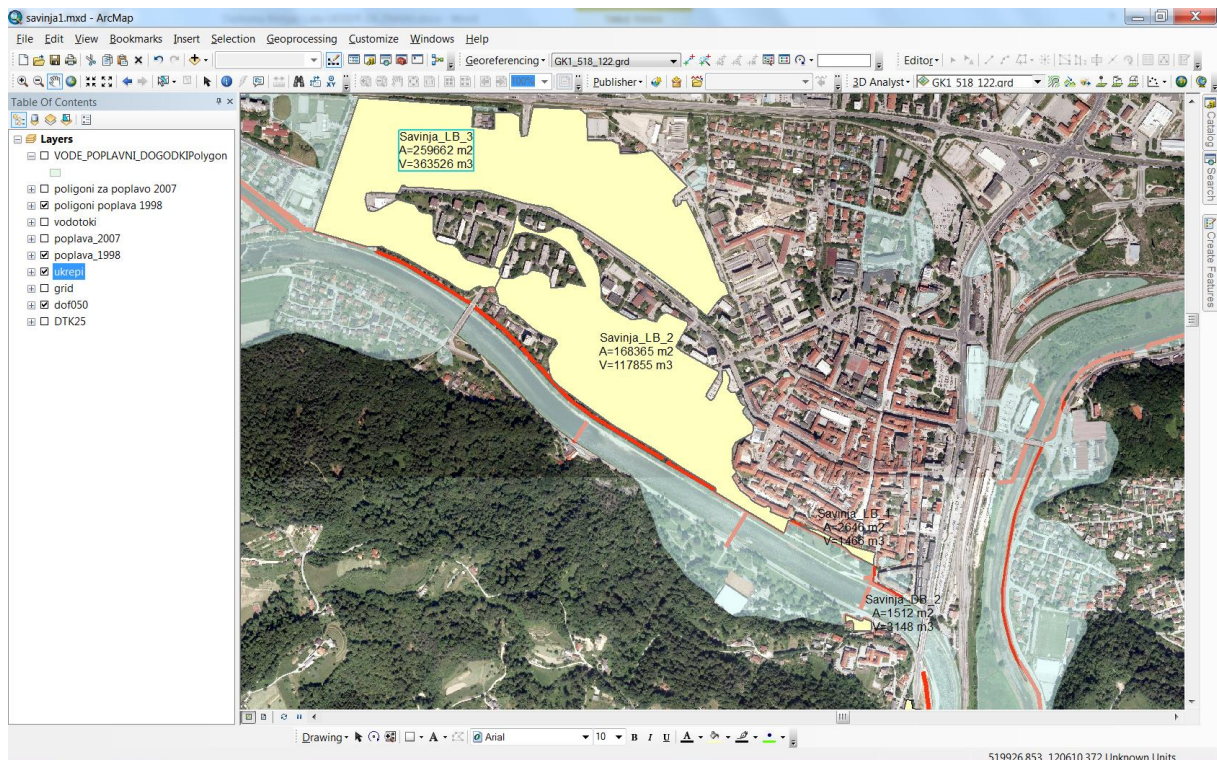 savinja1.mxd - ArcMap
File Edit View Bookmarks Insert Selection Geoprocessing Customize Windows Help
Georeferencing GK1_518_122.grd Editor
100% Publisher 3D Analyst GK1_518_122.grd
Table Of Contents
Layers
VODE_POPLAVNI_DOGODKIPolygon
poligoni za poplavo 2007
poligoni poplava 1998
vodotoki
poplava_2007
poplava_1998
ukrepi
grid
dof050
DTK25
Savinja_LB_3
A=259662 m2
V=363526 m3
Savinja_LB_2
A=168365 m2
V=117855 m3
Savinja_LB_1
A=2646 m2
V=1466 m3
Savinja_DB_2
A=1512 m2
V=3148 m3
Catalog
Search
Create Features
Drawing A Arial 10 B I U A
519926,853 120610,372 Unknown Units